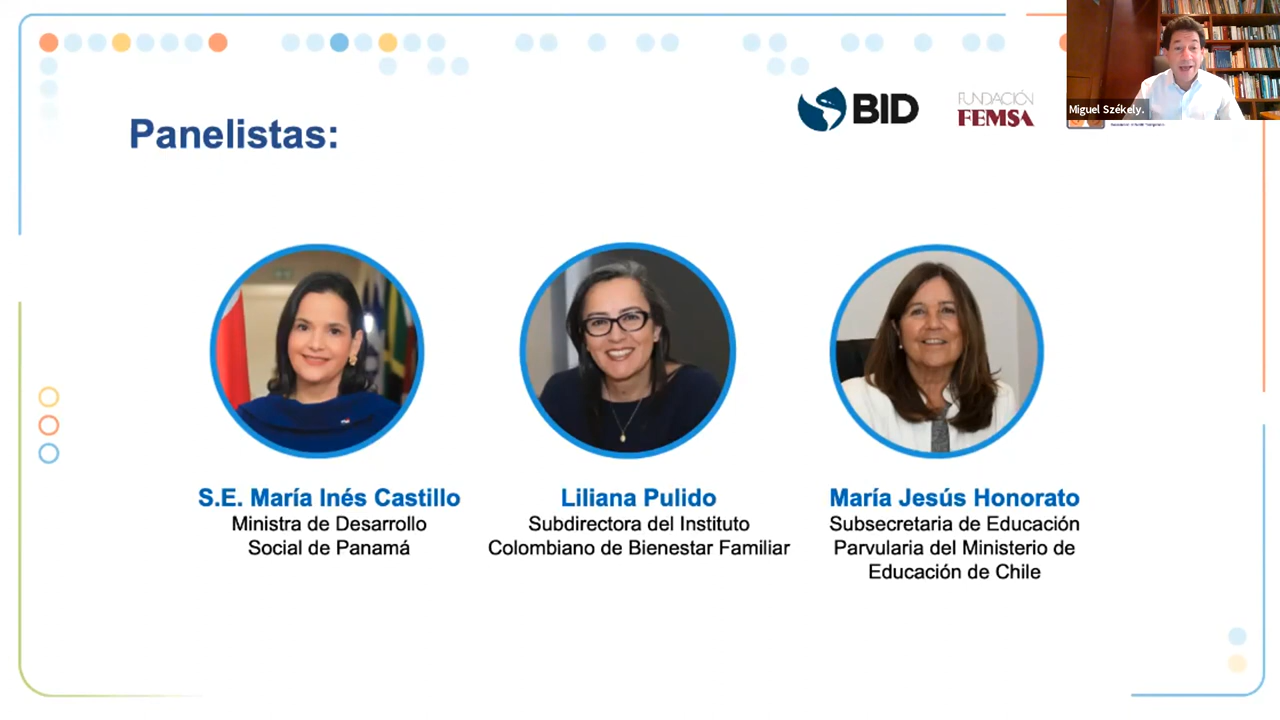 Panelistas:
BID
FUNDACIÓN
FEMSA
Miguel Székely.
S.E. María Inés Castillo
Ministra de Desarrollo
Social de Panamá
Liliana Pulido
Subdirectora del Instituto
Colombiano de Bienestar Familiar
María Jesús Honorato
Subsecretaria de Educación
Parvularia del Ministerio de
Educación de Chile